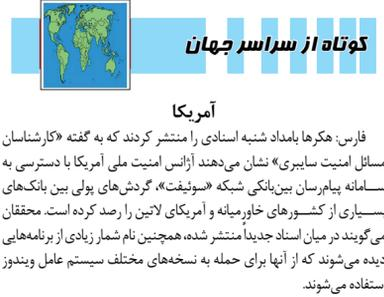 کوتاه از سراسر جهان
آمریکا
فارس: هکرها بامداد شنبه اسنادی را منتشر کردند که به گفته «کارشناسان
مسائل امنیت سایبری» نشان می‌دهند آژانس امنیت ملی آمریکا با دسترسی به
سـامانه پیام‌رسان بین‌بانکی شبکه «سوئیفت»، گردش‌های پولی بین بانک‌های
بسـیاری از کشـورهای خاورمیانه و آمریکای لاتین را رصد کرده است. محققان
می‌گویند در میان اسناد جدیداً منتشر شده، همچنین نام شمار زیادی از برنامه‌هایی
دیده می‌شوند که از آنها برای حمله به نسخه‌های مختلف سیستم عامل ویندوز
استفاده می‌شوند.